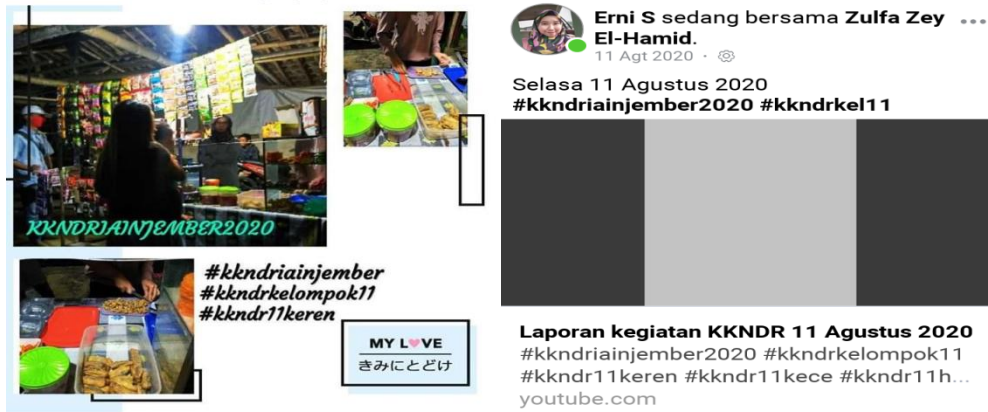 KKNDRIAINJEMBER2020
#kkndriainjember
#kkndrkelompok11
#kkndr11keren
MY L♥VE
きみにとどけ
Erni S sedang bersama Zulfa Zey
El-Hamid.
11 Agt 2020
Selasa 11 Agustus 2020
#kkndriainjember2020 #kkndrkel11
Laporan kegiatan KKNDR 11 Agustus 2020
#kkndriainjember2020 #kkndrkelompok11
#kkndr11keren #kkndr11kece #kkndr11h...
youtube.com